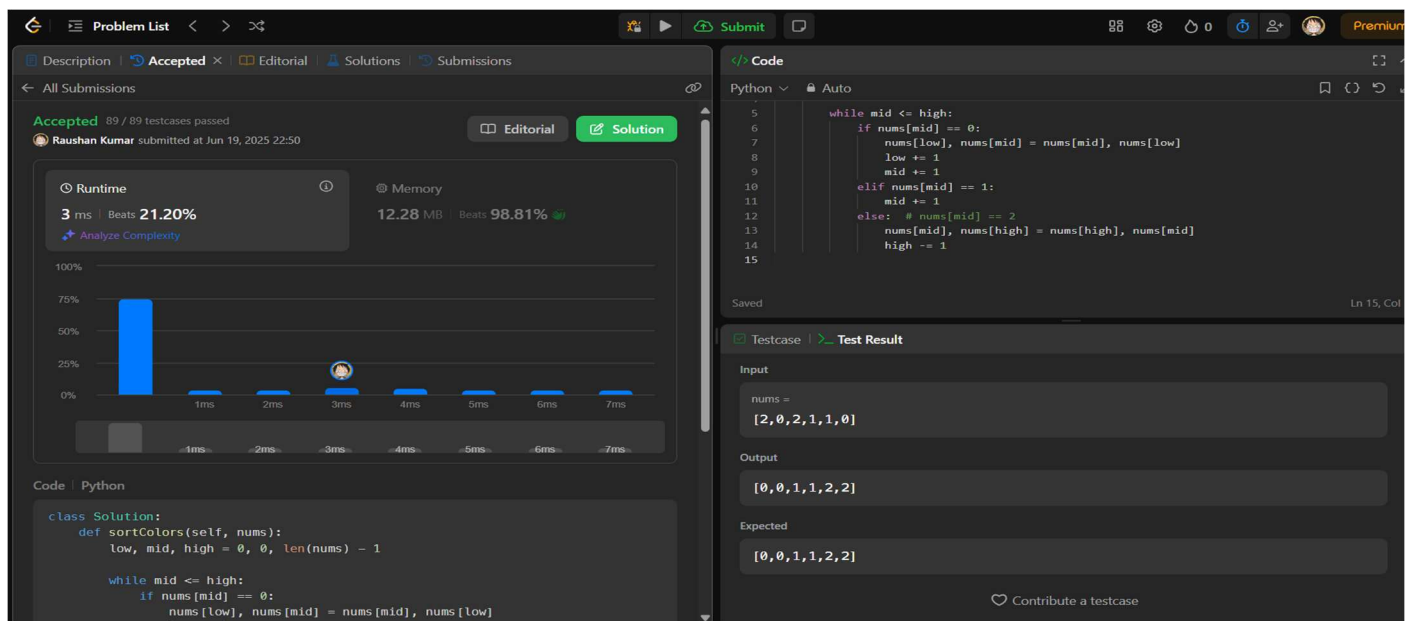 Problem List
Submit
0
Premium
Description | Accepted × | Editorial | Solutions | Submissions
← All Submissions
Accepted 89 / 89 testcases passed
Raushan Kumar submitted at Jun 19, 2025 22:50
Editorial
Solution
Runtime
3 ms | Beats 21.20%
Analyze Complexity
Memory
12.28 MB | Beats 98.81%
100%
75%
50%
25%
0%
1ms 2ms 3ms 4ms 5ms 6ms 7ms
1ms 2ms 3ms 4ms 5ms 6ms 7ms
Code | Python
class Solution:
def sortColors(self, nums):
low, mid, high = 0, 0, len(nums) - 1
while mid <= high:
if nums[mid] == 0:
nums[low], nums[mid] = nums[mid], nums[low]
</> Code
Python Auto
5 while mid <= high:
6 if nums[mid] == 0:
7 nums[low], nums[mid] = nums[mid], nums[low]
8 low += 1
9 mid += 1
10 elif nums[mid] == 1:
11 mid += 1
12 else: # nums[mid] == 2
13 nums[mid], nums[high] = nums[high], nums[mid]
14 high -= 1
15
Saved
Ln 15, Col
Testcase | >_ Test Result
Input
nums =
[2,0,2,1,1,0]
Output
[0,0,1,1,2,2]
Expected
[0,0,1,1,2,2]
Contribute a testcase